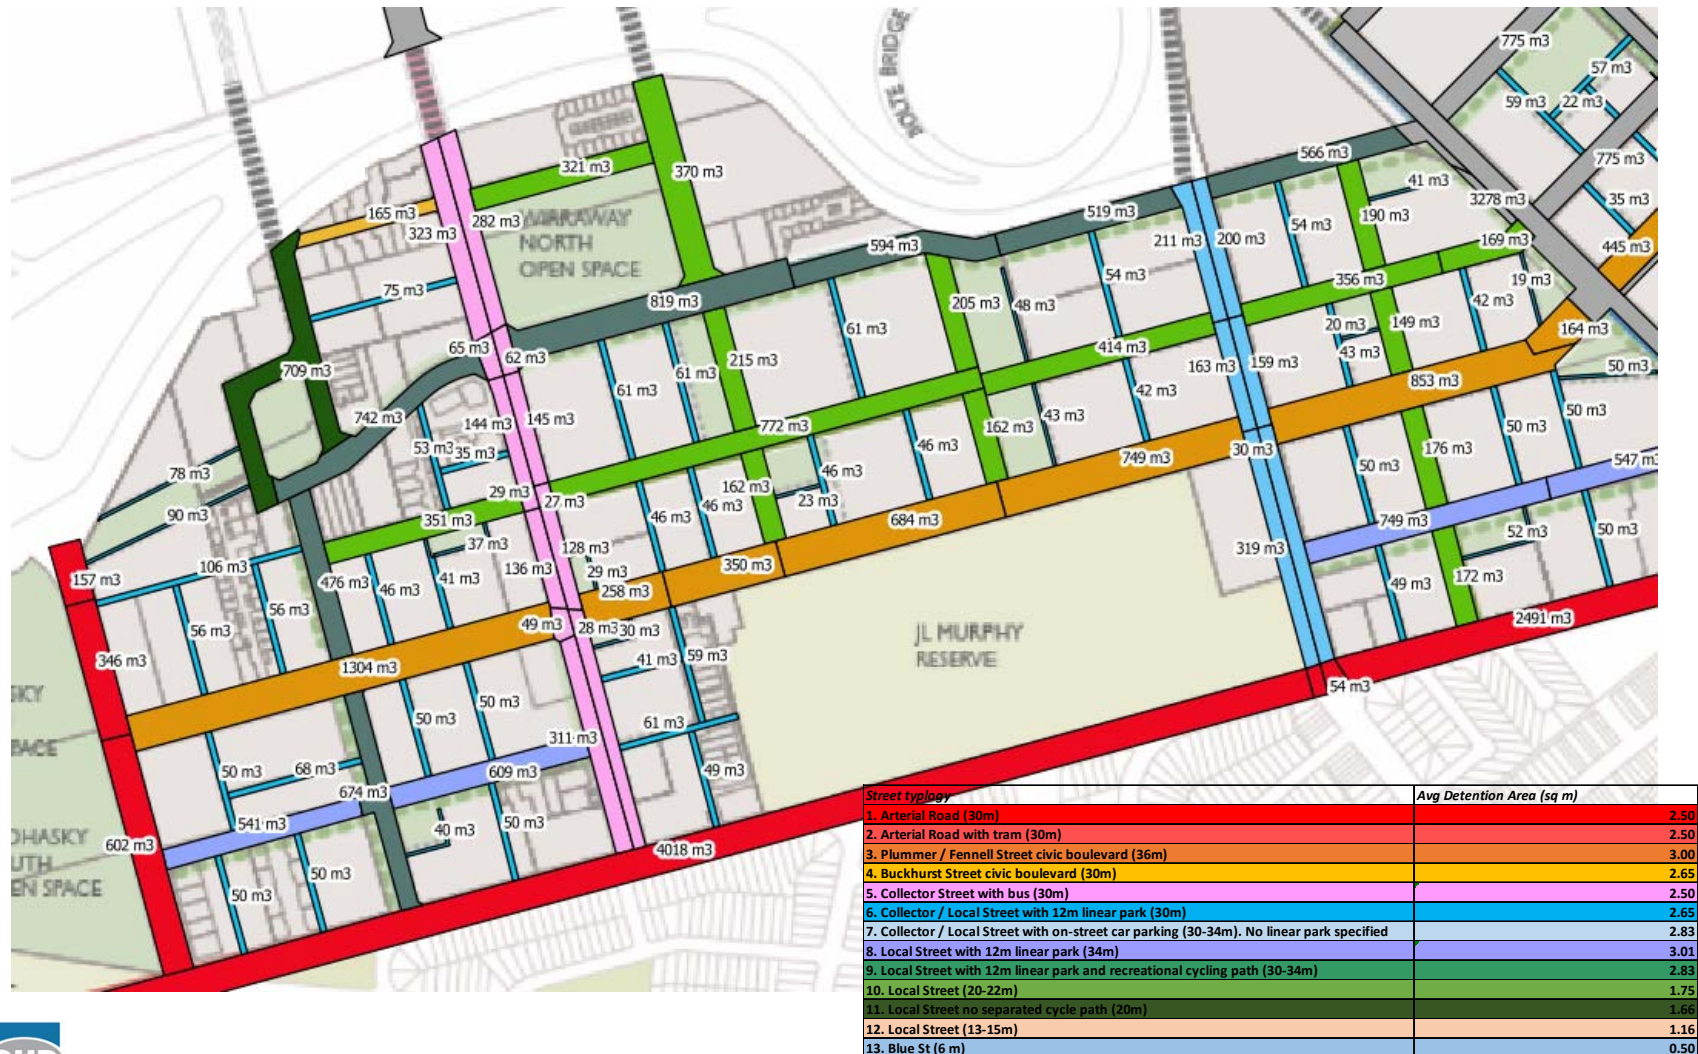 BOLTE BRIDGE
775 m3
57 m3
59 m3
22 m3
775 m3
35 m3
445 m3
566 m3
41 m3
3278 m3
190 m3
169 m3
321 m3
370 m3
165 m3
323 m3
282 m3
WIRRAWAY
NORTH
OPEN SPACE
519 m3
54 m3
211 m3
200 m3
594 m3
75 m3
819 m3
54 m3
356 m3
19 m3
205 m3
48 m3
42 m3
61 m3
20 m3
149 m3
164 m3
65 m3
62 m3
414 m3
43 m3
215 m3
163 m3
159 m3
50 m3
709 m3
61 m3
61 m3
853 m3
42 m3
742 m3
144 m3
145 m3
772 m3
162 m3
43 m3
50 m3
50 m3
53 m3
35 m3
46 m3
30 m3
176 m3
749 m3
547 m3
78 m3
46 m3
50 m3
29 m3
27 m3
162 m3
23 m3
90 m3
351 m3
46 m3
46 m3
684 m3
749 m3
52 m3
50 m3
37 m3
128 m3
319 m3
157 m3
106 m3
136 m3
29 m3
350 m3
476 m3
46 m3
41 m3
258 m3
49 m3
172 m3
56 m3
56 m3
49 m3
28 m3
30 m3
JL MURPHY
RESERVE
2491 m3
346 m3
1304 m3
41 m3
59 m3
54 m3
50 m3
50 m3
61 m3
311 m3
50 m3
68 m3
609 m3
49 m3
674 m3
541 m3
40 m3
50 m3
602 m3
4018 m3
50 m3
50 m3
EN SPACE
Street typlogy Avg Detention Area (sq m)
1. Arterial Road (30m) 2.50
2. Arterial Road with tram (30m) 2.50
3. Plummer / Fennell Street civic boulevard (36m) 3.00
4. Buckhurst Street civic boulevard (30m) 2.65
5. Collector Street with bus (30m) 2.50
6. Collector / Local Street with 12m linear park (30m) 2.65
7. Collector / Local Street with on-street car parking (30-34m). No linear park specified 2.83
8. Local Street with 12m linear park (34m) 3.01
9. Local Street with 12m linear park and recreational cycling path (30-34m) 2.83
10. Local Street (20-22m) 1.75
11. Local Street no separated cycle path (20m) 1.66
12. Local Street (13-15m) 1.16
13. Blue St (6 m) 0.50